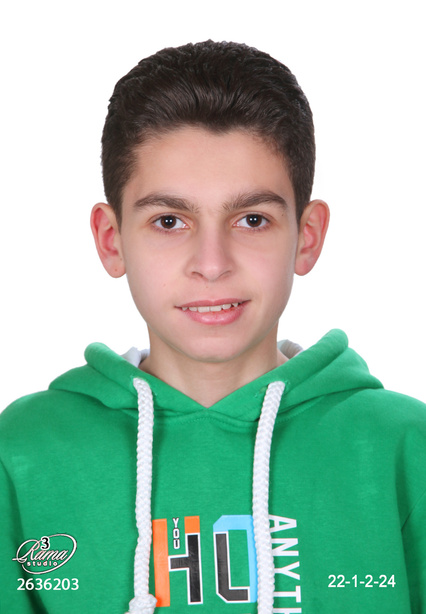 YOU
HO
ANYTH
3
Rama
studio
2636203
22-1-2-24